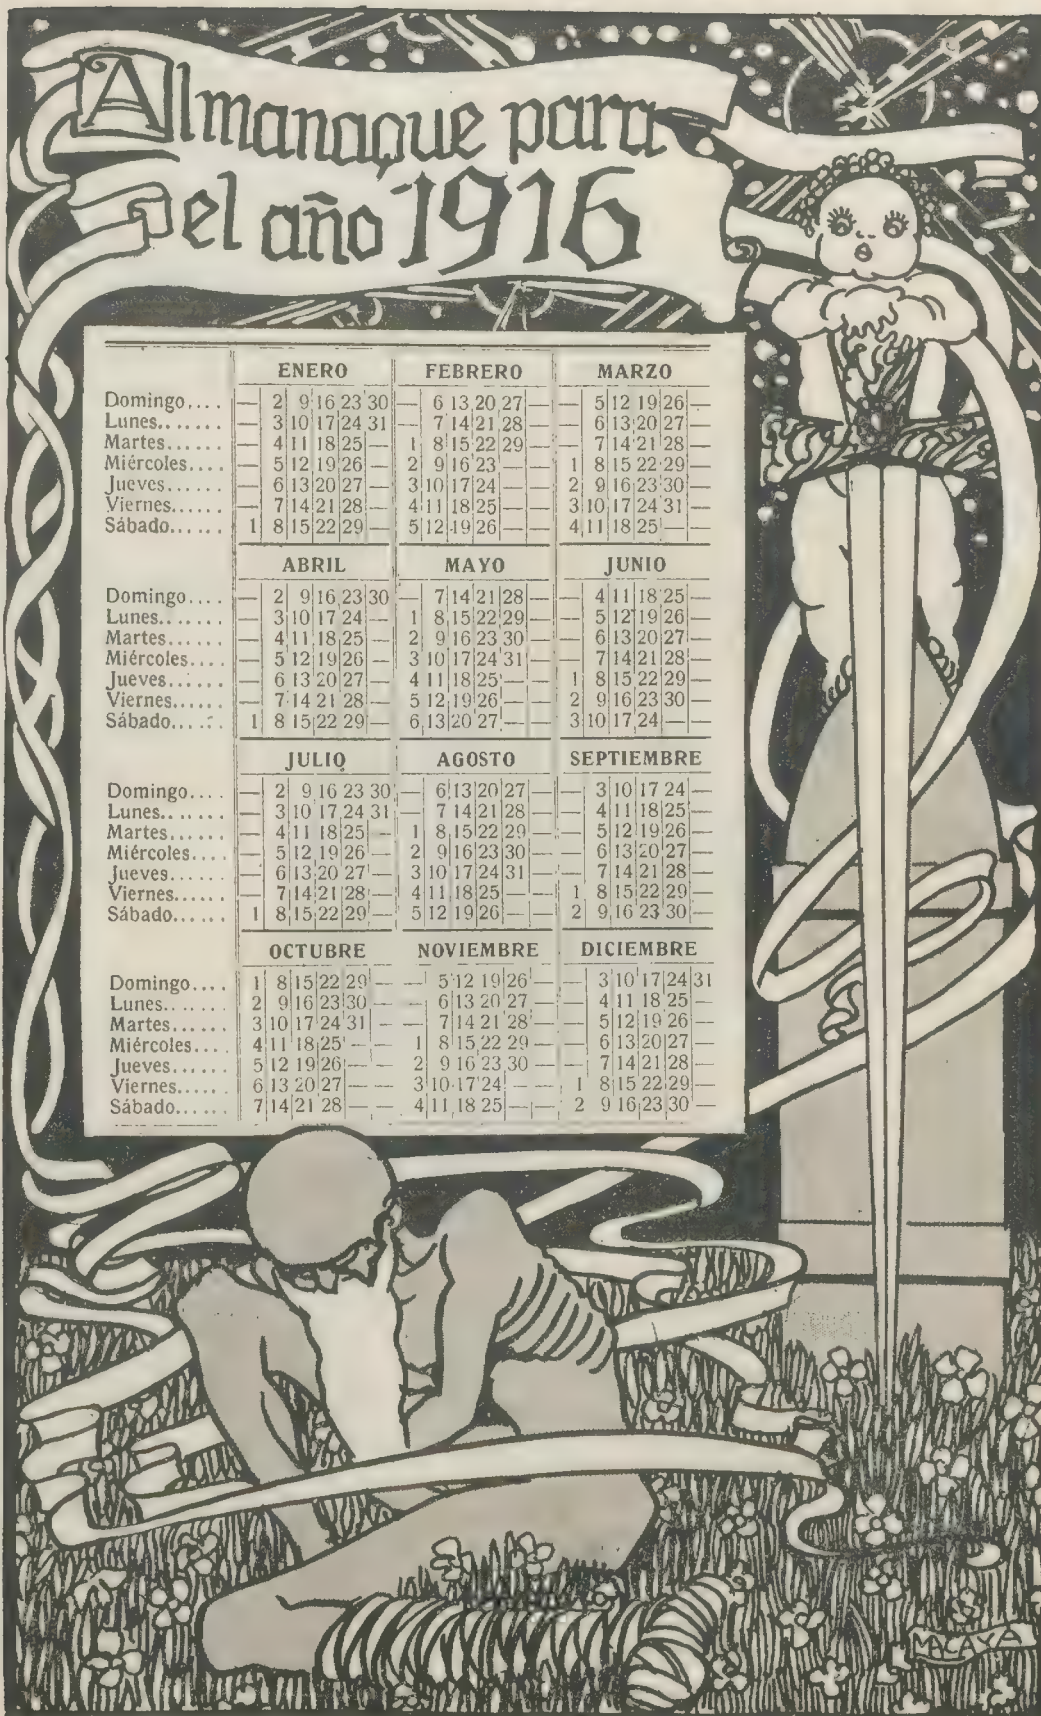 Almanaque para
el año 1916
ENERO FEBRERO MARZO
Domingo.... — 2 9 16 23 30 — 6 13 20 27 — — 5 12 19 26 —
Lunes....... — 3 10 17 24 31 — 7 14 21 28 — — 6 13 20 27 —
Martes...... — 4 11 18 25 — 1 8 15 22 29 — — 7 14 21 28 —
Miércoles.... — 5 12 19 26 — 2 9 16 23 — — 1 8 15 22 29 —
Jueves...... — 6 13 20 27 — 3 10 17 24 — — 2 9 16 23 30 —
Viernes...... — 7 14 21 28 — 4 11 18 25 — — 3 10 17 24 31 —
Sábado...... 1 8 15 22 29 — 5 12 19 26 — — 4 11 18 25 — —
ABRIL MAYO JUNIO
Domingo.... — 2 9 16 23 30 — 7 14 21 28 — — 4 11 18 25 —
Lunes....... — 3 10 17 24 — 1 8 15 22 29 — — 5 12 19 26 —
Martes...... — 4 11 18 25 — 2 9 16 23 30 — — 6 13 20 27 —
Miércoles.... — 5 12 19 26 — 3 10 17 24 31 — — 7 14 21 28 —
Jueves...... — 6 13 20 27 — 4 11 18 25 — — 1 8 15 22 29 —
Viernes...... — 7 14 21 28 — 5 12 19 26 — — 2 9 16 23 30 —
Sábado...... 1 8 15 22 29 — 6 13 20 27 — — 3 10 17 24 — —
JULIO AGOSTO SEPTIEMBRE
Domingo.... — 2 9 16 23 30 — 6 13 20 27 — — 3 10 17 24 —
Lunes....... — 3 10 17 24 31 — 7 14 21 28 — — 4 11 18 25 —
Martes...... — 4 11 18 25 — 1 8 15 22 29 — — 5 12 19 26 —
Miércoles.... — 5 12 19 26 — 2 9 16 23 30 — — 6 13 20 27 —
Jueves...... — 6 13 20 27 — 3 10 17 24 31 — — 7 14 21 28 —
Viernes...... — 7 14 21 28 — 4 11 18 25 — — 1 8 15 22 29 —
Sábado...... 1 8 15 22 29 — 5 12 19 26 — — 2 9 16 23 30 —
OCTUBRE NOVIEMBRE DICIEMBRE
Domingo.... 1 8 15 22 29 — — 5 12 19 26 — — 3 10 17 24 31
Lunes....... 2 9 16 23 30 — — 6 13 20 27 — — 4 11 18 25 —
Martes...... 3 10 17 24 31 — — 7 14 21 28 — — 5 12 19 26 —
Miércoles.... 4 11 18 25 — — 1 8 15 22 29 — — 6 13 20 27 —
Jueves...... 5 12 19 26 — — 2 9 16 23 30 — — 7 14 21 28 —
Viernes...... 6 13 20 27 — — 3 10 17 24 — — 1 8 15 22 29 —
Sábado...... 7 14 21 28 — — 4 11 18 25 — — 2 9 16 23 30 —
MACAYA